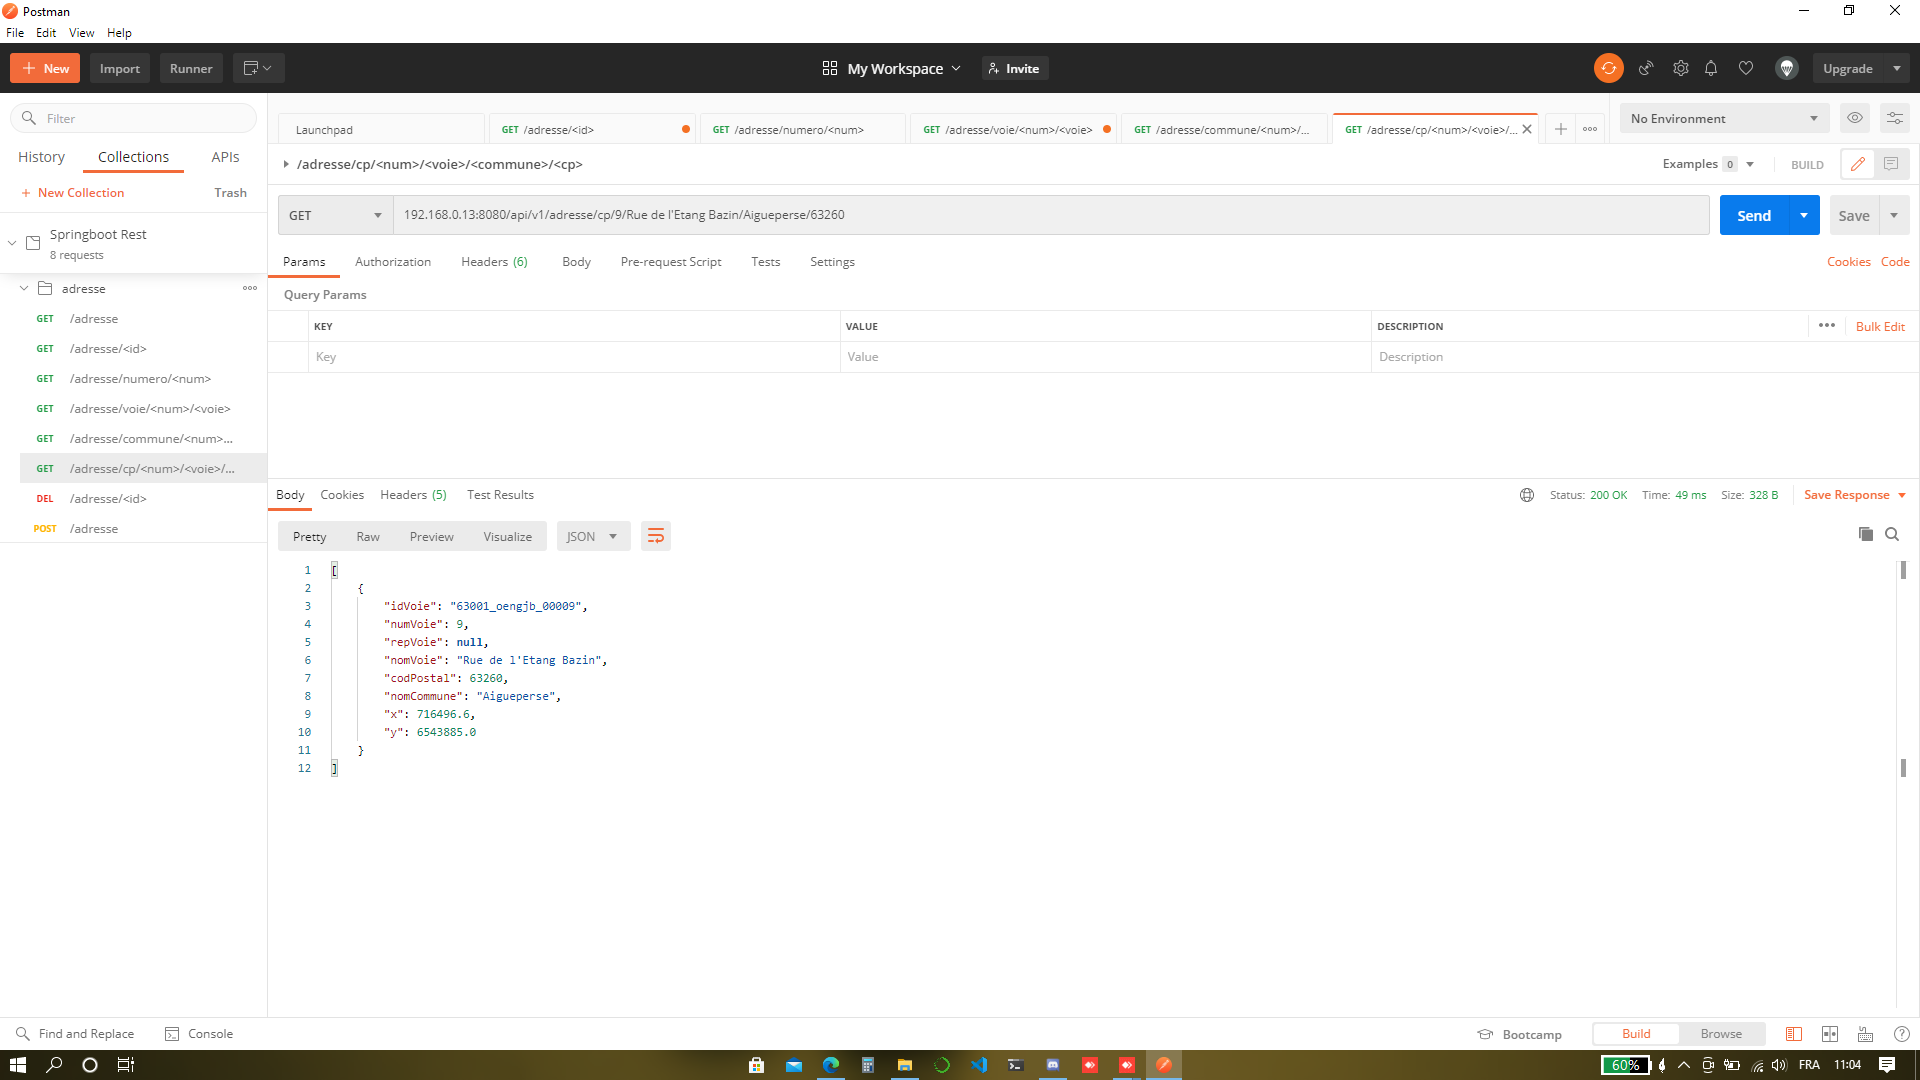 Postman
File Edit View Help
New Import Runner My Workspace Invite Upgrade
Filter
History Collections APIs
+ New Collection Trash
Springboot Rest
8 requests
adresse
GET /adresse
GET /adresse/<id>
GET /adresse/numero/<num>
GET /adresse/voie/<num>/<voie>
GET /adresse/commune/<num>...
GET /adresse/cp/<num>/<voie>/...
DEL /adresse/<id>
POST /adresse
Launchpad GET /adresse/<id> GET /adresse/numero/<num> GET /adresse/voie/<num>/<voie> GET /adresse/commune/<num>/... GET /adresse/cp/<num>/<voie>/... No Environment
/adresse/cp/<num>/<voie>/<commune>/<cp> Examples 0 BUILD
GET 192.168.0.13:8080/api/v1/adresse/cp/9/Rue de l'Etang Bazin/Aigueperse/63260 Send Save
Params Authorization Headers (6) Body Pre-request Script Tests Settings Cookies Code
Query Params
KEY VALUE DESCRIPTION Bulk Edit
Key Value Description
Body Cookies Headers (5) Test Results Status: 200 OK Time: 49 ms Size: 328 B Save Response
Pretty Raw Preview Visualize JSON
1 [
2 {
3 "idVoie": "63001_oengjb_00009",
4 "numVoie": 9,
5 "repVoie": null,
6 "nomVoie": "Rue de l'Etang Bazin",
7 "codPostal": 63260,
8 "nomCommune": "Aigueperse",
9 "x": 716496.6,
10 "y": 6543885.0
11 }
12 ]
Find and Replace Console Bootcamp Build Browse
60% FRA 11:04